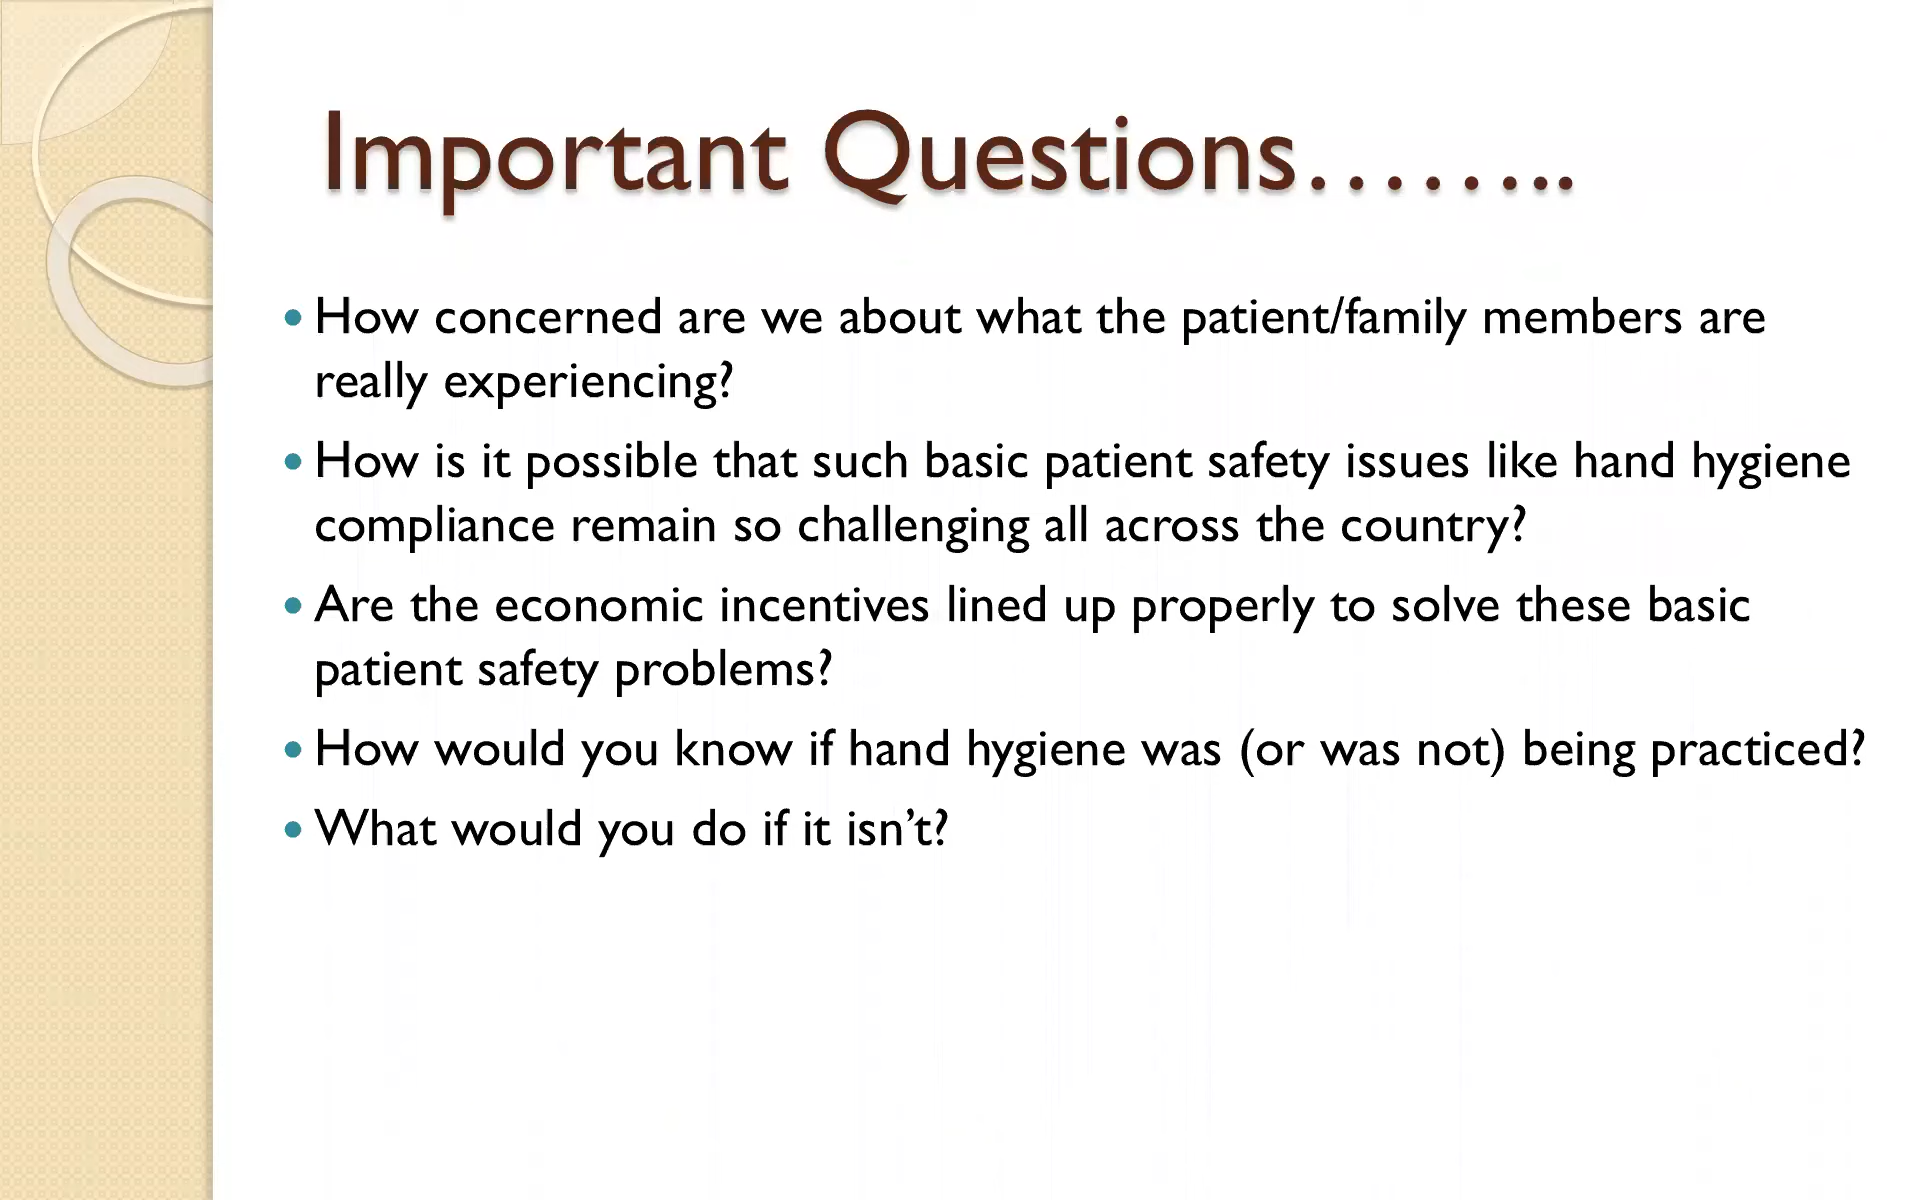 Important Questions……..
• How concerned are we about what the patient/family members are
really experiencing?
• How is it possible that such basic patient safety issues like hand hygiene
compliance remain so challenging all across the country?
• Are the economic incentives lined up properly to solve these basic
patient safety problems?
• How would you know if hand hygiene was (or was not) being practiced?
• What would you do if it isn’t?